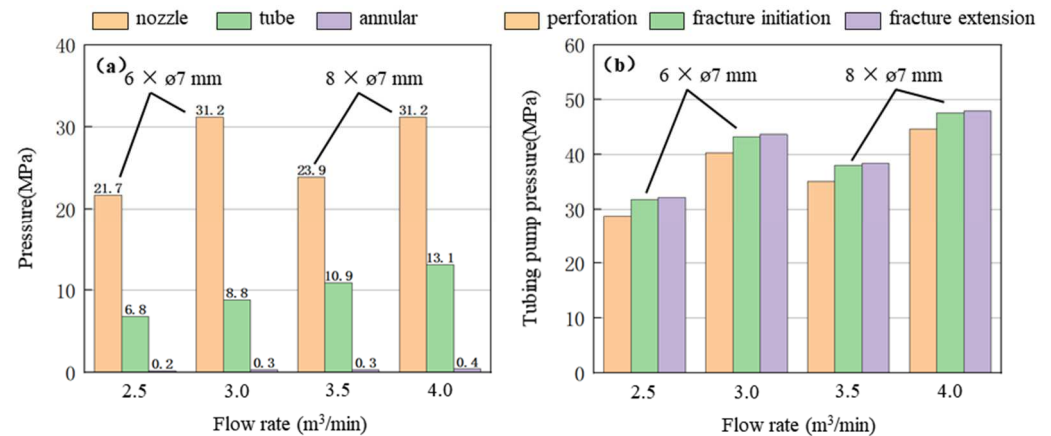 nozzle tube annular
(a)
6 × ø7 mm
8 × ø7 mm
40
30
20
10
0
Pressure(MPa)
21.7
6.8
0.2
31.2
8.8
0.3
23.9
10.9
0.3
31.2
13.1
0.4
2.5 3.0 3.5 4.0
Flow rate (m³/min)
perforation fracture initiation fracture extension
(b)
6 × ø7 mm
8 × ø7 mm
60
50
40
30
20
10
0
Tubing pump pressure(MPa)
2.5 3.0 3.5 4.0
Flow rate (m³/min)